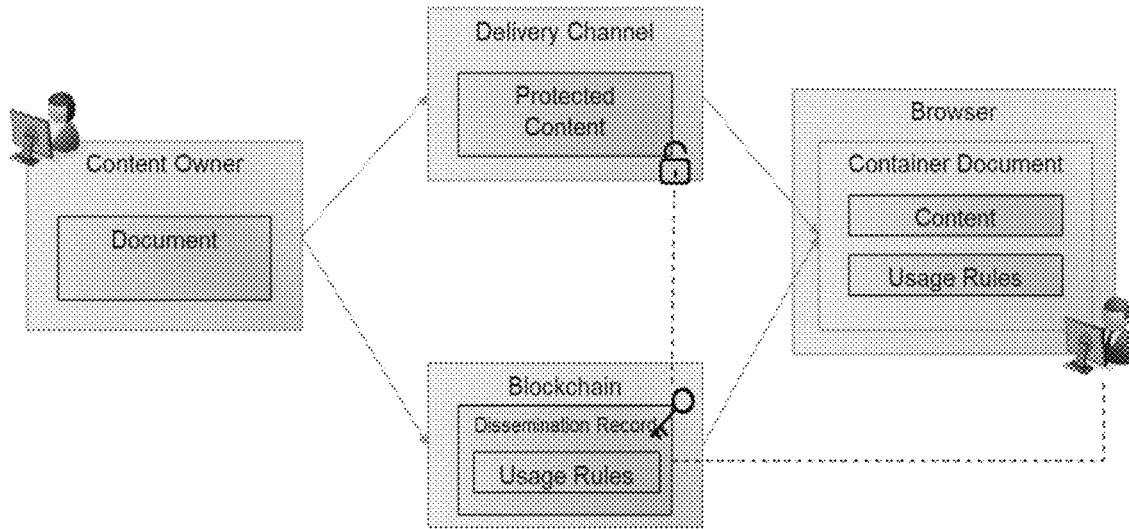 Delivery Channel
Protected
Content
Content Owner
Document
Browser
Container Document
Content
Usage Rules
Blockchain
Dissemination Record
Usage Rules